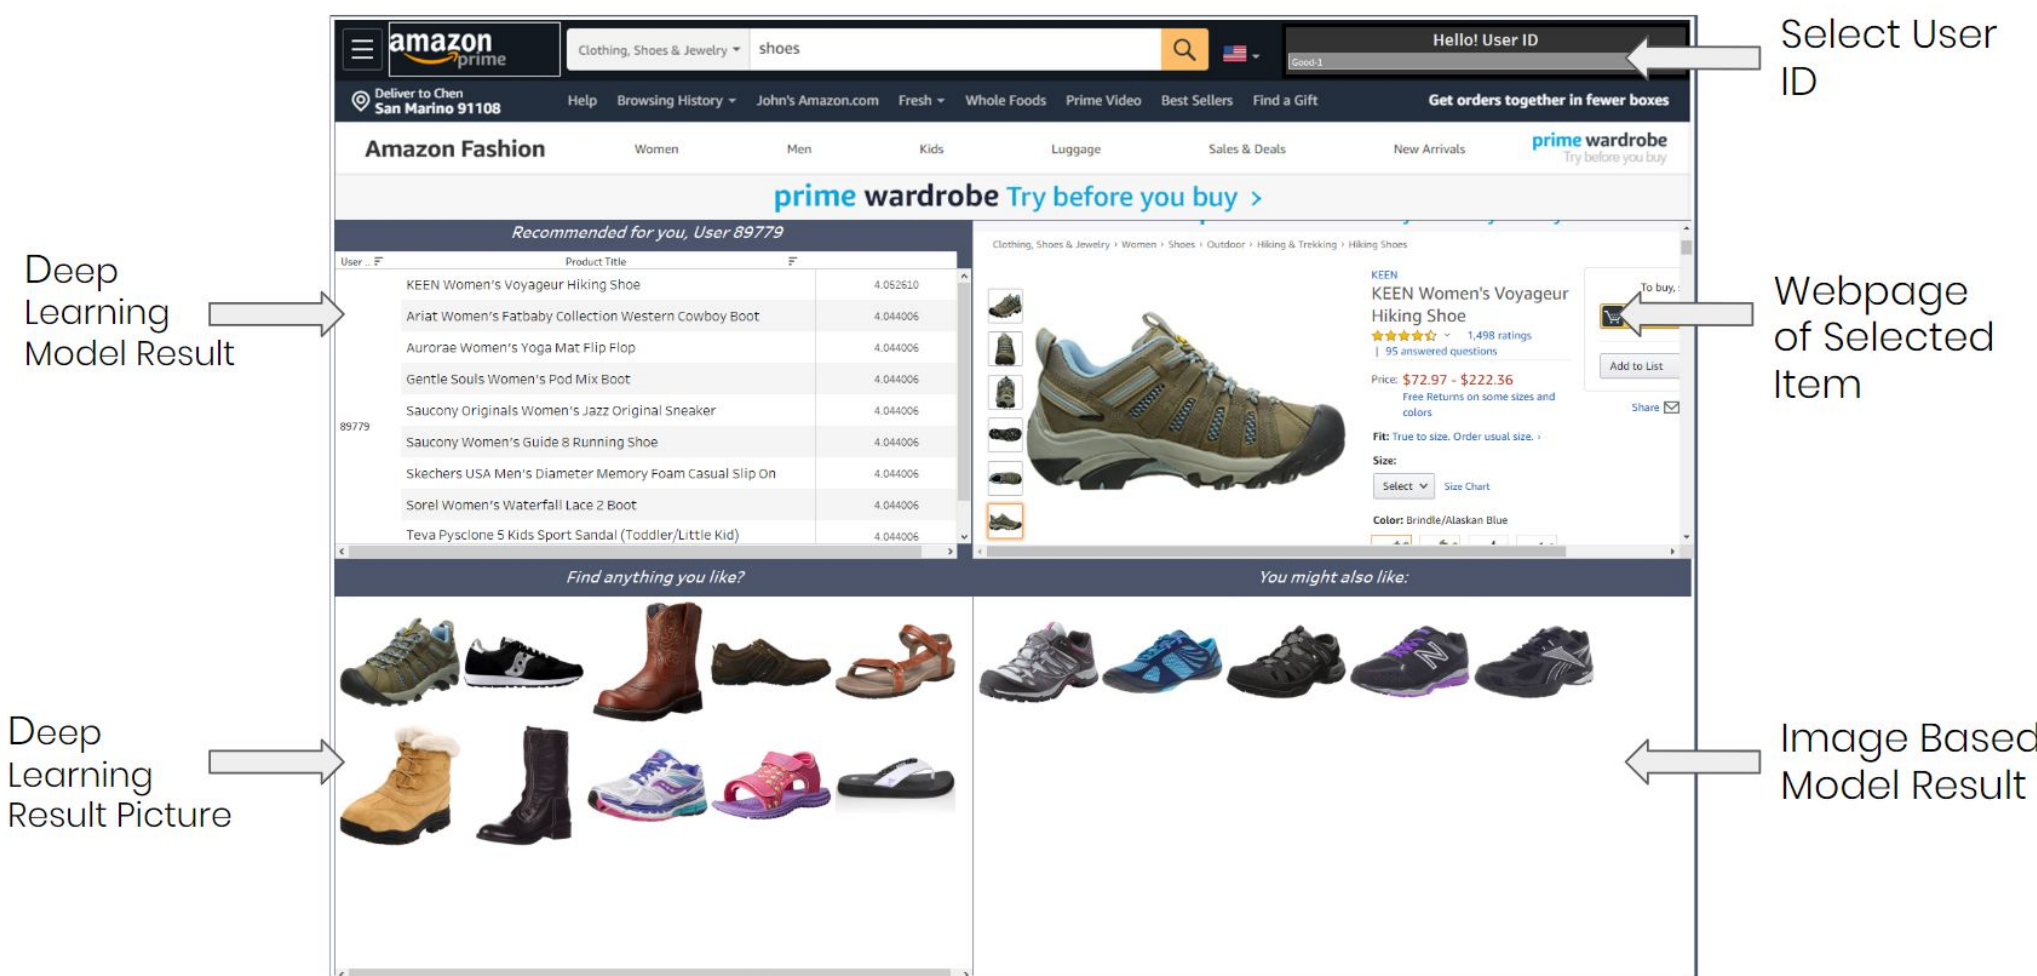 amazon
prime
Clothing, Shoes & Jewelry
shoes
Hello! User ID
Good-1
Select User
ID
Deliver to Chen
San Marino 91108
Help Browsing History John's Amazon.com Fresh Whole Foods Prime Video Best Sellers Find a Gift
Get orders together in fewer boxes
Amazon Fashion
Women Men Kids Luggage Sales & Deals New Arrivals
prime wardrobe
Try before you buy
prime wardrobe Try before you buy >
Deep
Learning
Model Result
Recommended for you, User 89779
User .. Product Title
89779
KEEN Women's Voyageur Hiking Shoe 4.052610
Ariat Women's Fatbaby Collection Western Cowboy Boot 4.044006
Aurorae Women's Yoga Mat Flip Flop 4.044006
Gentle Souls Women's Pod Mix Boot 4.044006
Saucony Originals Women's Jazz Original Sneaker 4.044006
Saucony Women's Guide 8 Running Shoe 4.044006
Skechers USA Men's Diameter Memory Foam Casual Slip On 4.044006
Sorel Women's Waterfall Lace 2 Boot 4.044006
Teva Pysclone 5 Kids Sport Sandal (Toddler/Little Kid) 4.044006
Clothing, Shoes & Jewelry › Women › Shoes › Outdoor › Hiking & Trekking › Hiking Shoes
KEEN
KEEN Women's Voyageur
Hiking Shoe
1,498 ratings
| 95 answered questions
Price: $72.97 - $222.36
Free Returns on some sizes and
colors
Fit: True to size. Order usual size. ›
Size:
Select Size Chart
Color: Brindle/Alaskan Blue
To buy,
Add to List
Share
Webpage
of Selected
Item
Find anything you like?
You might also like:
N
Deep
Learning
Result Picture
Image Based
Model Result